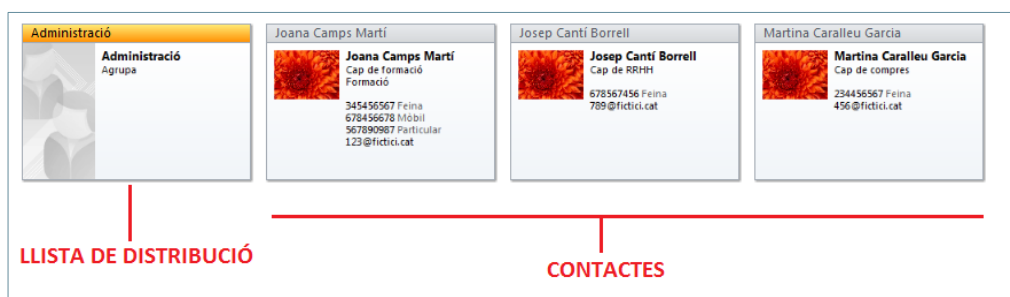 Administració
Administració
Agrupa
Joana Camps Martí
Joana Camps Martí
Cap de formació
Formació
345456567 Feina
678456678 Mòbil
567890987 Particular
123@fictici.cat
Josep Cantí Borrell
Josep Cantí Borrell
Cap de RRHH
678567456 Feina
789@fictici.cat
Martina Caralleu Garcia
Martina Caralleu Garcia
Cap de compres
234456567 Feina
456@fictici.cat
LLISTA DE DISTRIBUCIÓ
CONTACTES